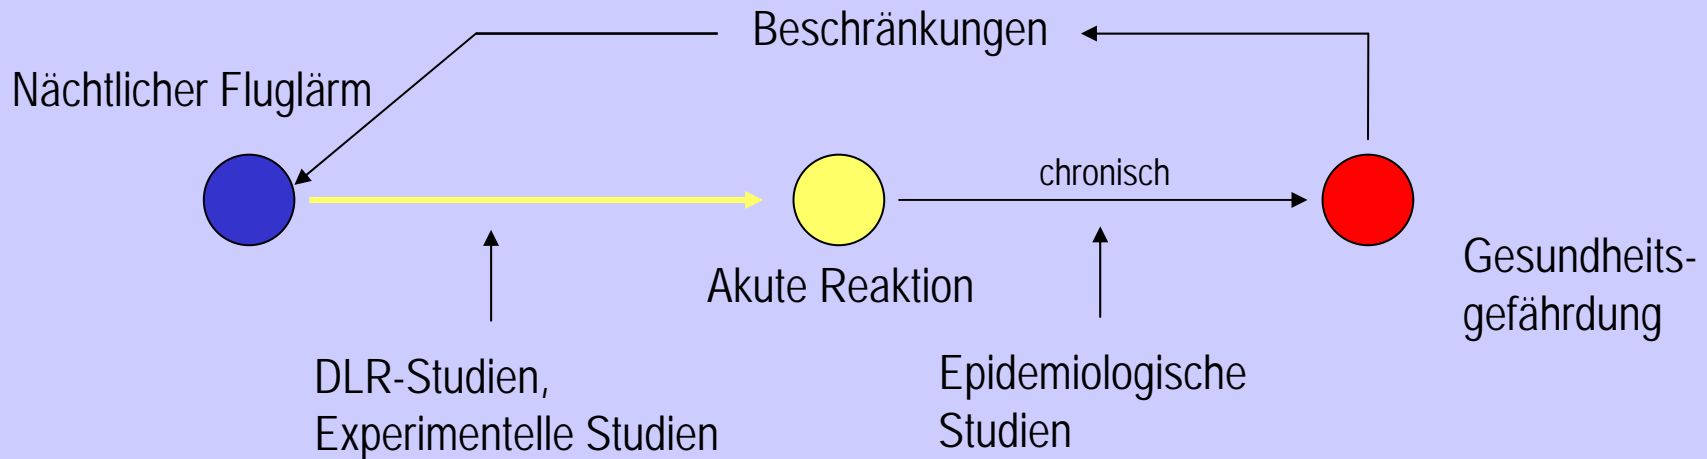 Beschränkungen
Nächtlicher Fluglärm
chronisch
Akute Reaktion
Gesundheits-
gefährdung
DLR-Studien,
Experimentelle Studien
Epidemiologische
Studien